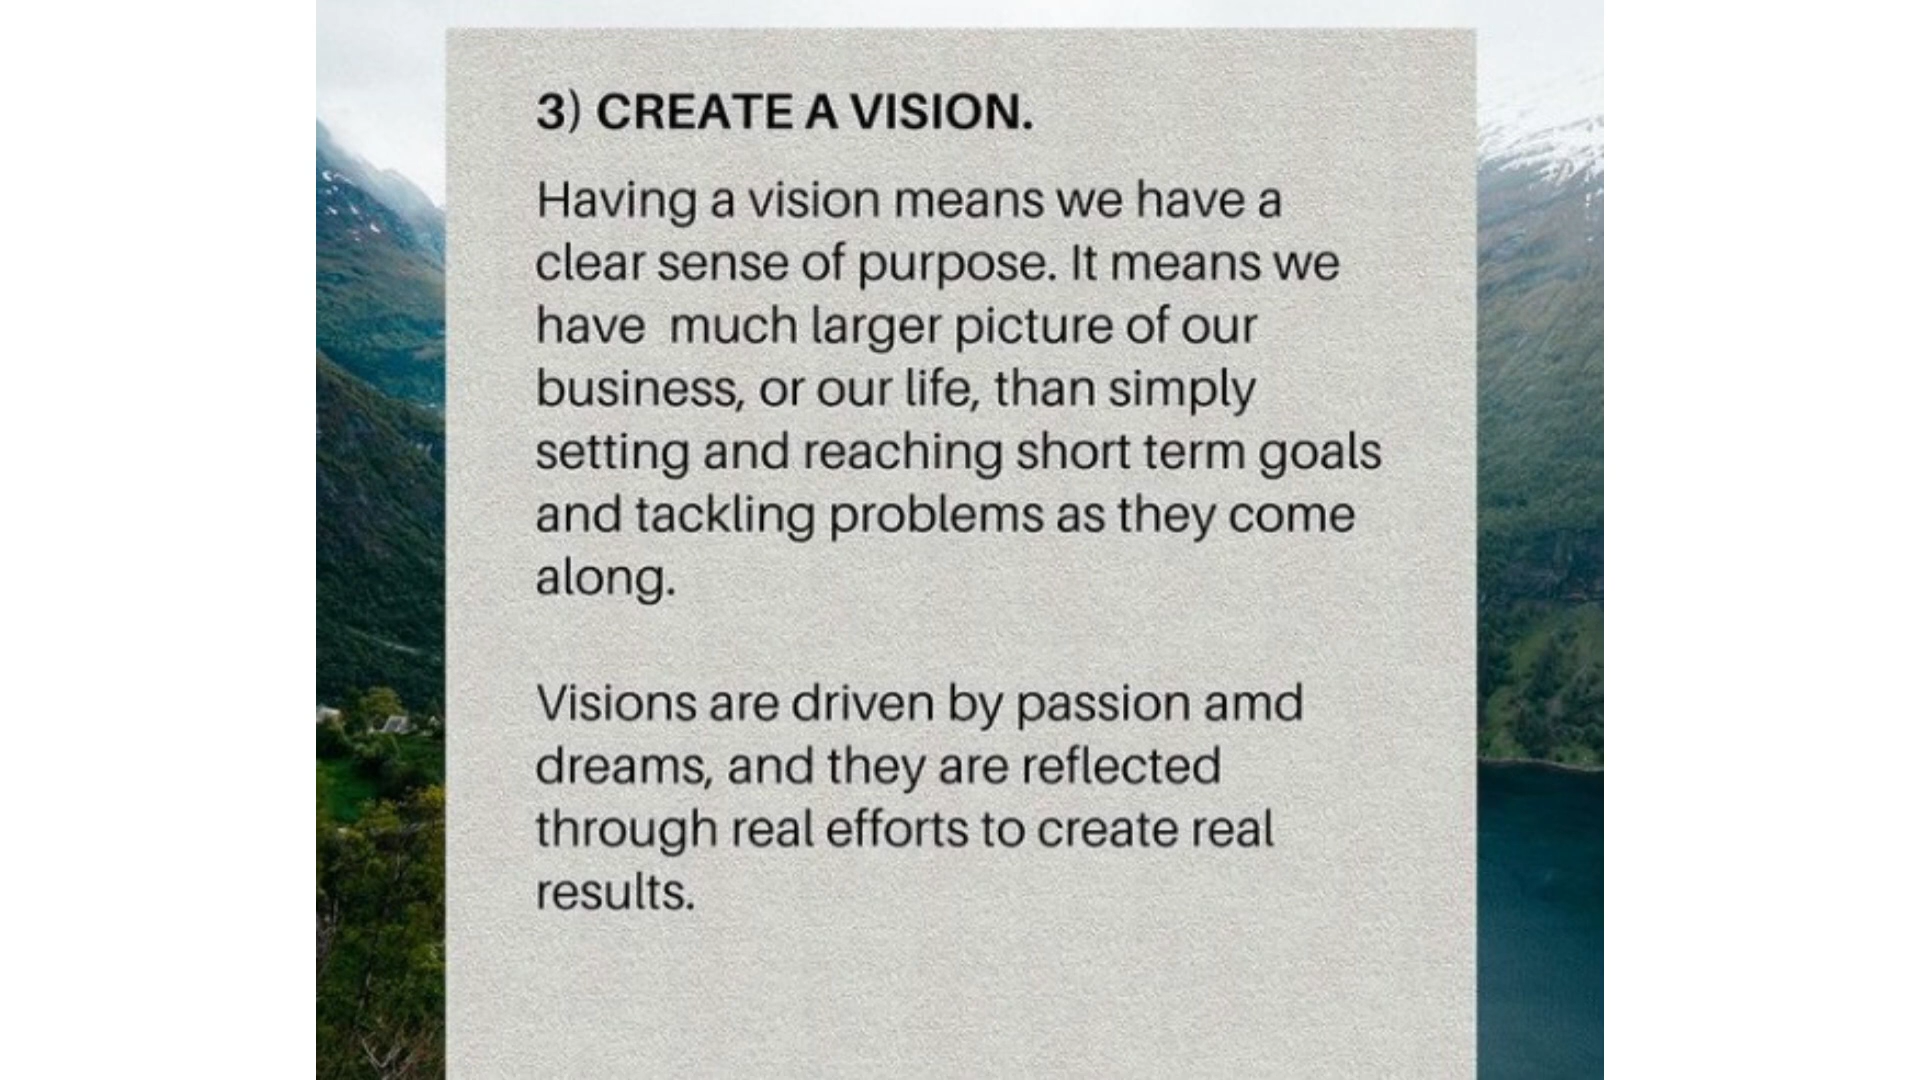 3) CREATE A VISION.
Having a vision means we have a
clear sense of purpose. It means we
have  much larger picture of our
business, or our life, than simply
setting and reaching short term goals
and tackling problems as they come
along.
Visions are driven by passion amd
dreams, and they are reflected
through real efforts to create real
results.